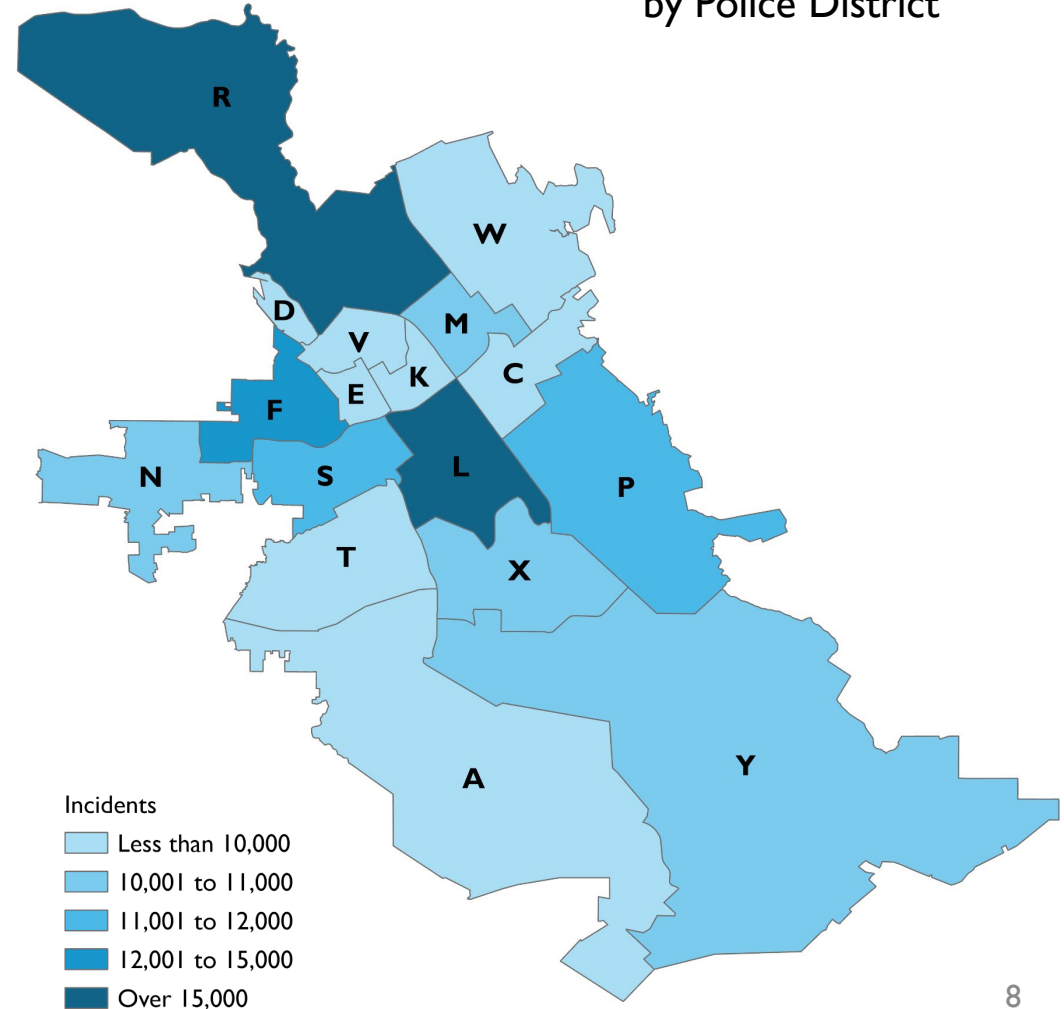 by Police District
R
W
D
M
V
K
C
E
F
L
N
S
P
T
X
Y
A
Incidents
Less than 10,000
10,001 to 11,000
11,001 to 12,000
12,001 to 15,000
Over 15,000
8